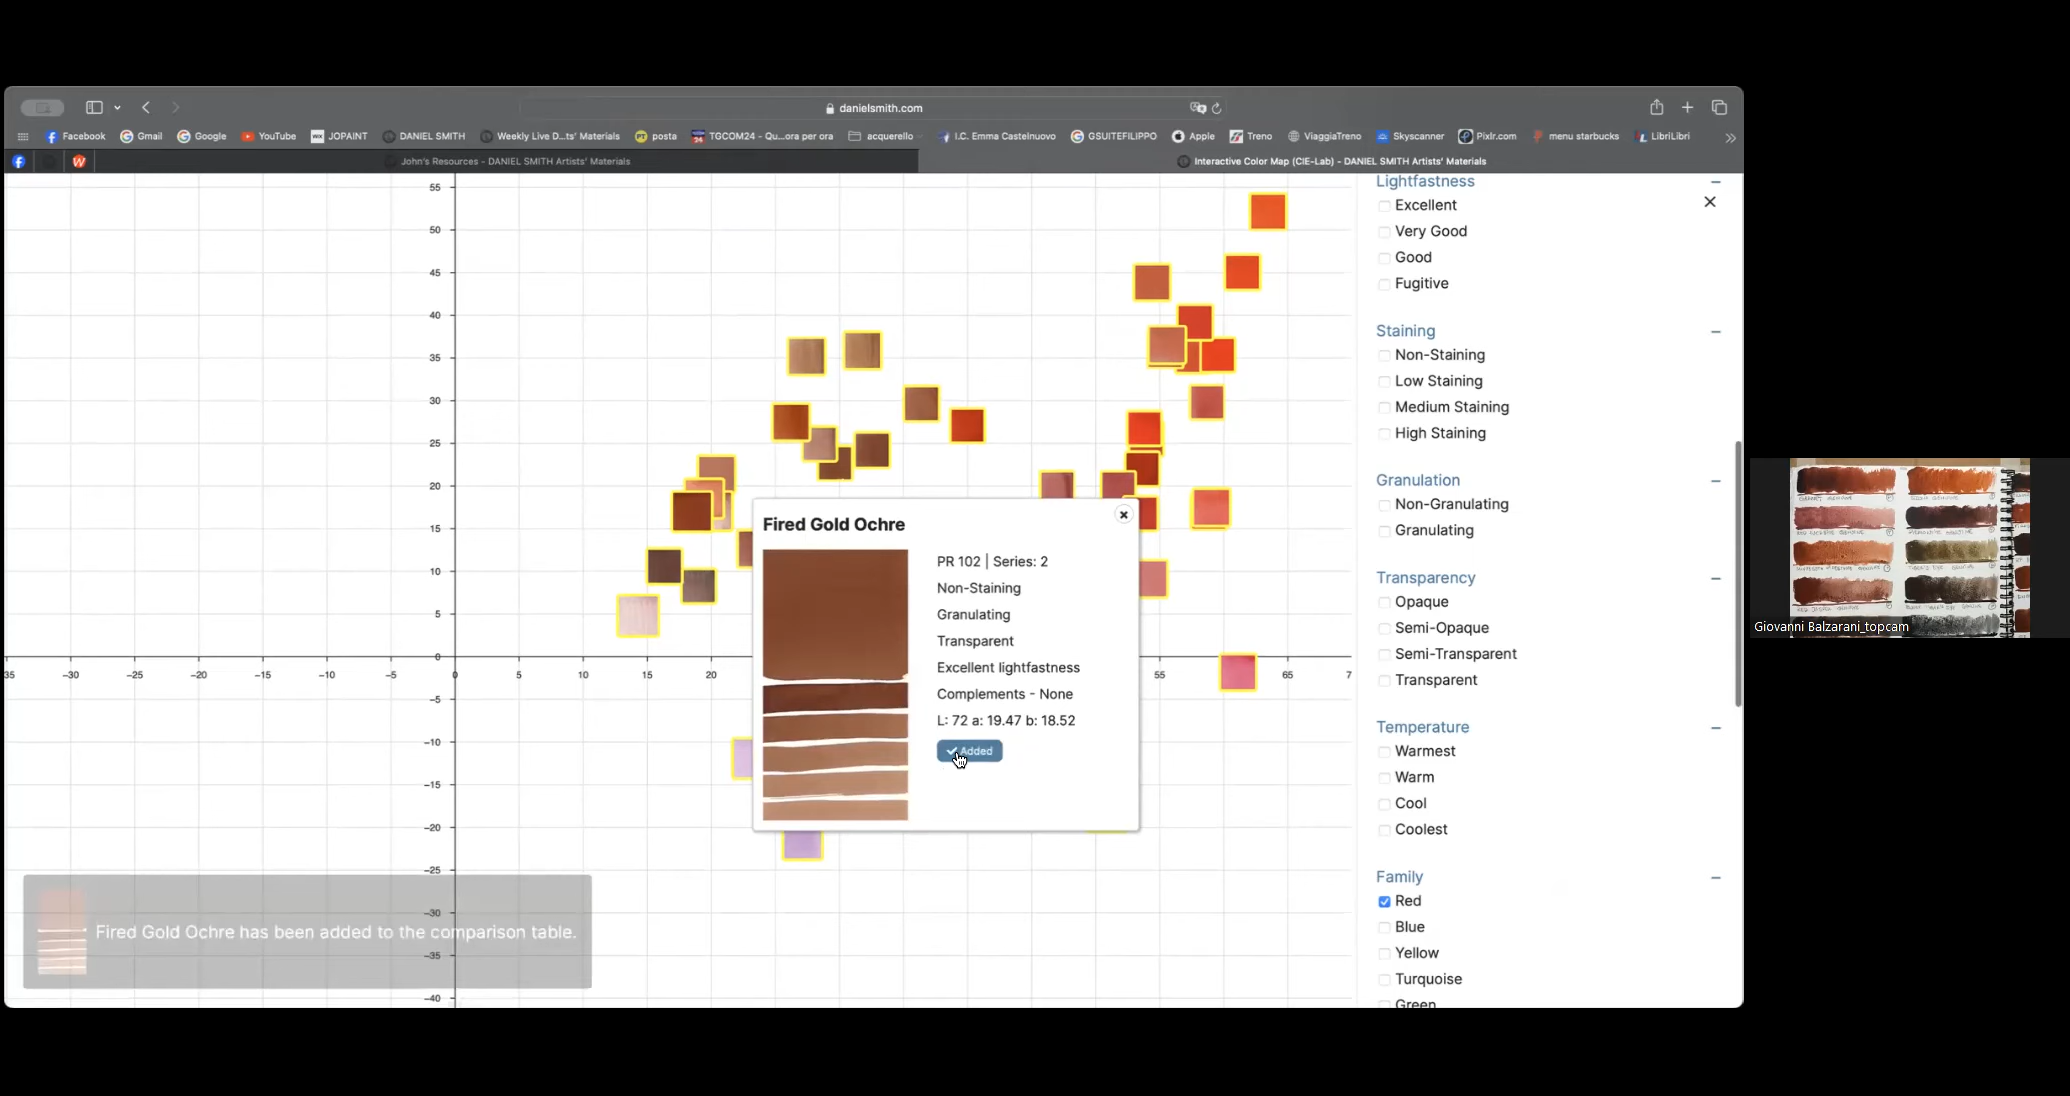 danielsmith.com
Facebook Gmail Google YouTube JOPAINT DANIEL SMITH Weekly Live D...ts' Materials posta TGCOM24 - Qu...ora per ora acquerello I.C. Emma Castelnuovo GSUITEFILIPPO Apple Treno ViaggiaTreno Skyscanner Pixlr.com menu starbucks LibriLibri
John's Resources - DANIEL SMITH Artists' Materials
Interactive Color Map (CIE-Lab) - DANIEL SMITH Artists' Materials
55
50
45
40
35
30
25
20
15
10
5
0
35 -30 -25 -20 -15 -10 -5 0 5 10 15 20 55 60 65 7
-5
-10
-15
-20
-25
-30
-35
-40
Fired Gold Ochre
PR 102 | Series: 2
Non-Staining
Granulating
Transparent
Excellent lightfastness
Complements - None
L: 72 a: 19.47 b: 18.52
Added
Fired Gold Ochre has been added to the comparison table.
Lightfastness
Excellent
Very Good
Good
Fugitive
Staining
Non-Staining
Low Staining
Medium Staining
High Staining
Granulation
Non-Granulating
Granulating
Transparency
Opaque
Semi-Opaque
Semi-Transparent
Transparent
Temperature
Warmest
Warm
Cool
Coolest
Family
Red
Blue
Yellow
Turquoise
Green
Giovanni Balzarani_topcam